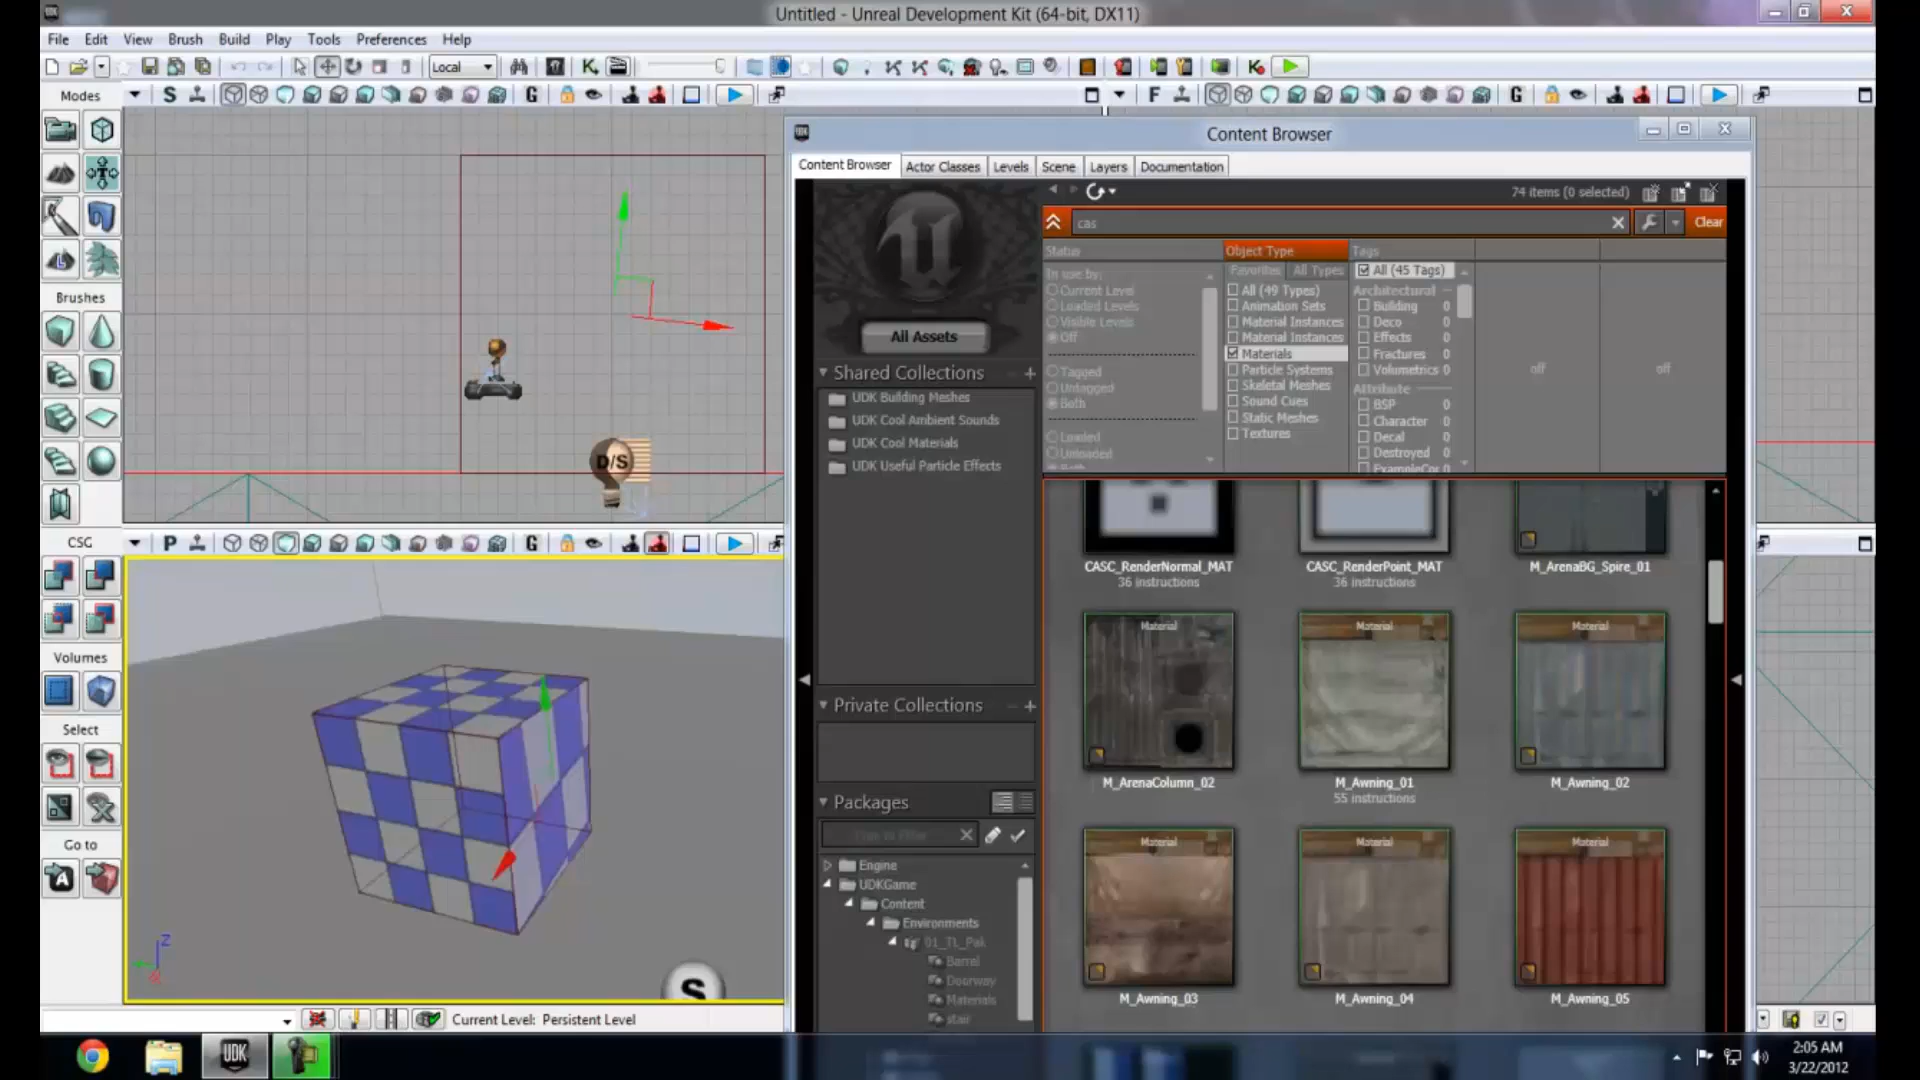 Untitled - Unreal Development Kit (64-bit, DX11)
File Edit View Brush Build Play Tools Preferences Help
Local
Modes
S
G
F
G
Content Browser
Content Browser Actor Classes Levels Scene Layers Documentation
74 items (0 selected)
cas
Clear
Status
Object Type
Tags
In use by:
Current Level
Loaded Levels
Visible Levels
Off
Tagged
Untagged
Both
Loaded
Unloaded
Favorites All Types
All (49 Types)
Animation Sets
Material Instances
Material Instances
Materials
Particle Systems
Skeletal Meshes
Sound Cues
Static Meshes
Textures
All (45 Tags)
Architectural
Building 0
Deco 0
Effects 0
Fractures 0
Volumetrics 0
Attribute
BSP 0
Character 0
Decal 0
Destroyed 0
off
off
All Assets
Shared Collections
UDK Building Meshes
UDK Cool Ambient Sounds
UDK Cool Materials
UDK Useful Particle Effects
Private Collections
Packages
Engine
UDKGame
Content
Environments
01_TL_Pak
Barrel
Doorway
Materials
stair
CASC_RenderNormal_MAT
36 instructions
CASC_RenderPoint_MAT
36 instructions
M_ArenaBG_Spire_01
Material
M_ArenaColumn_02
Material
M_Awning_01
55 instructions
Material
M_Awning_02
Material
M_Awning_03
Material
M_Awning_04
Material
M_Awning_05
Brushes
D/S
CSG
P
G
Volumes
Select
Go to
Z
S
Current Level: Persistent Level
UDK
2:05 AM
3/22/2012